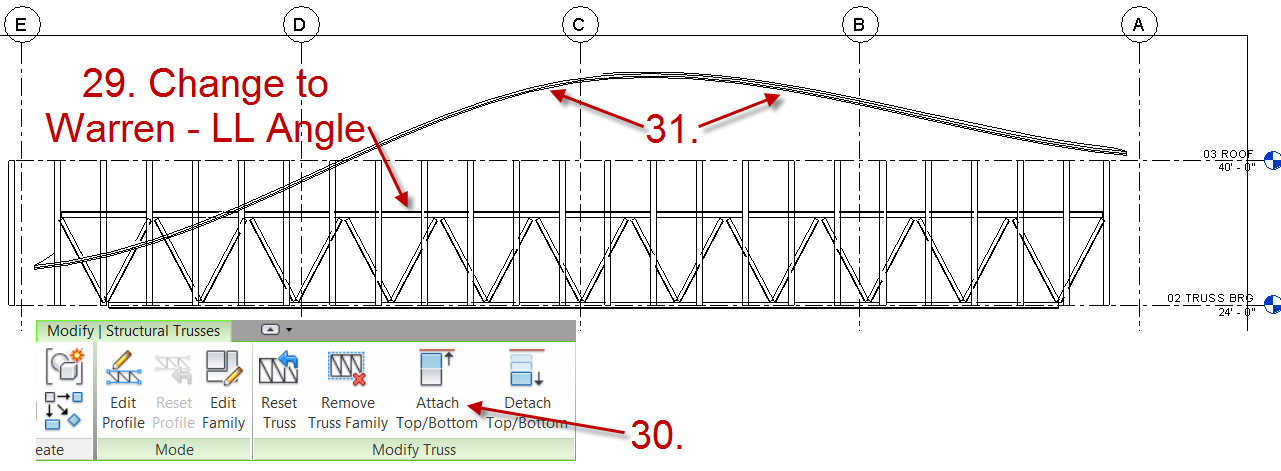 E D C B A
29. Change to
Warren - LL Angle
31.
03 ROOF
40' - 0"
02 TRUSS BRG
24' - 0"
Modify | Structural Trusses
Edit Profile
Reset Profile
Edit Family
Reset Truss
Remove Truss Family
Attach Top/Bottom
Detach Top/Bottom
30.
eate
Mode
Modify Truss